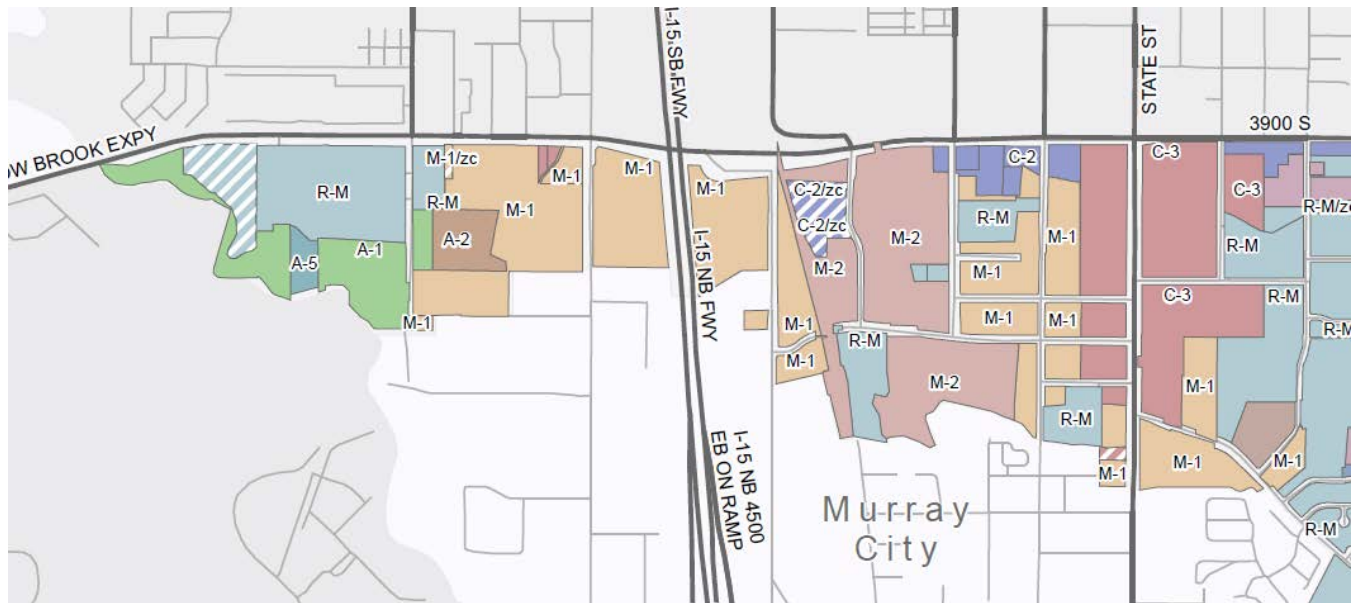 I-15 SB FWY
STATE ST
3900 S
OW BROOK EXPY
M-1/zc
C-2
C-3
M-1
M-1
R-M
M-1
C-2/zc
C-3
R-M
M-1
R-M/zc
A-2
C-2/zc
R-M
M-2
R-M
A-1
I-15 NB FWY
A-5
M-2
M-1
M-1
C-3
R-M
M-1
M-1
M-1
M-1
R-M
R-M
M-1
M-2
M-1
R-M
I-15 NB 4500
EB ON RAMP
M-1
M-1
M-1
Murray
City
R-M